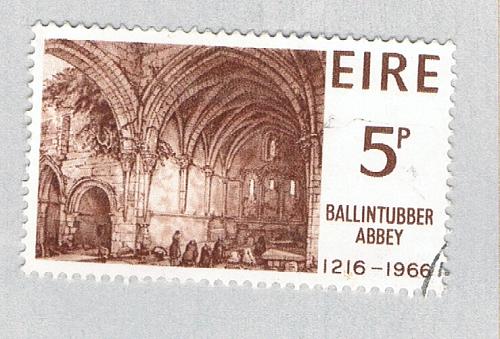 EIRE
5P
BALLINTUBBER
ABBEY
1216-1966